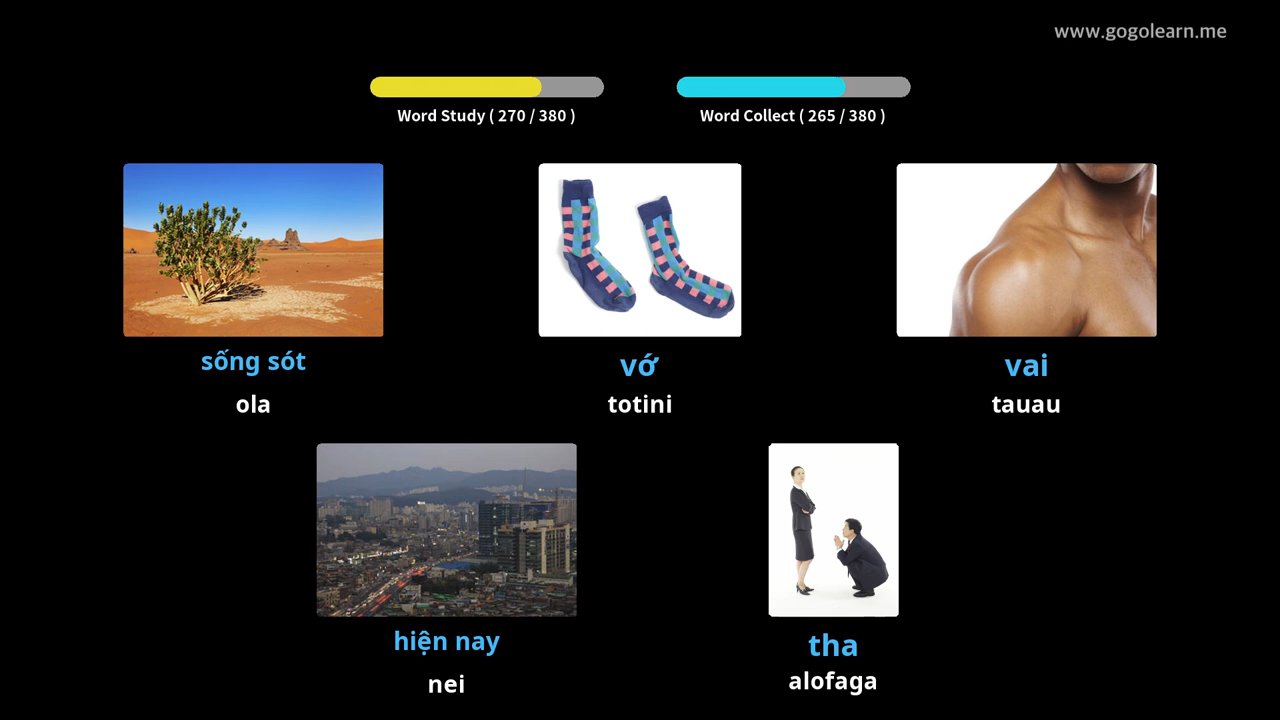 www.gogolearn.me
Word Study ( 270 / 380 )
Word Collect ( 265 / 380 )
sống sót
ola
vớ
totini
vai
tauau
hiện nay
nei
tha
alofaga